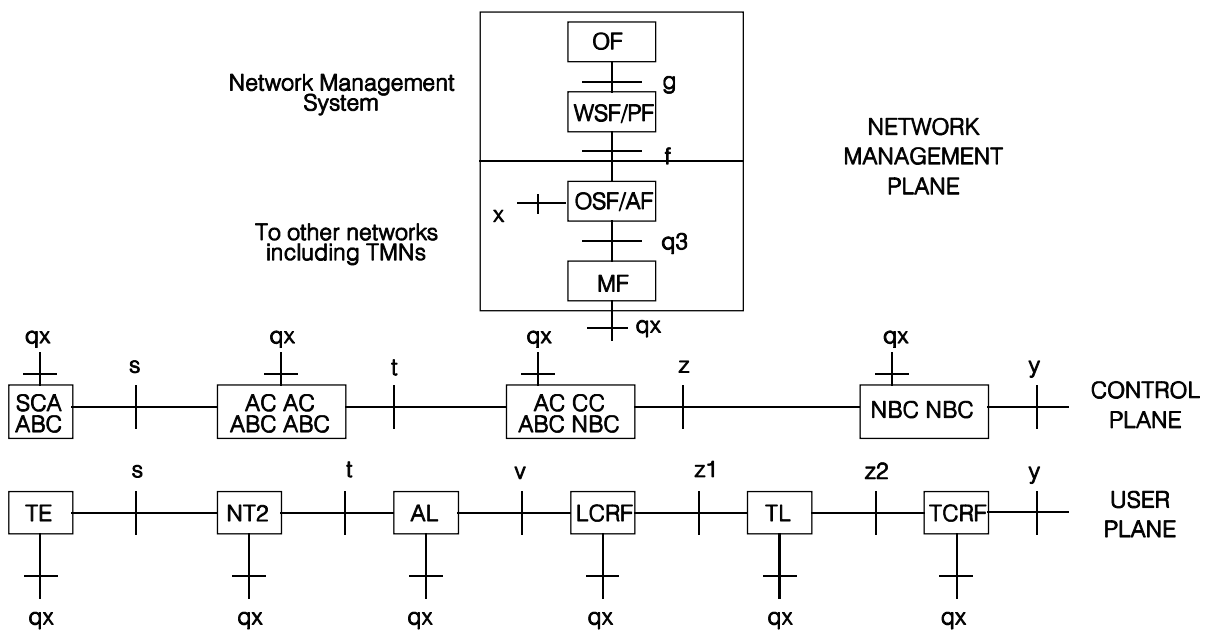 OF
g
Network Management
System
WSF/PF
NETWORK
MANAGEMENT
PLANE
f
OSF/AF
x
To other networks
including TMNs
q3
MF
qx
qx
qx
qx
qx
s
t
z
y
SCA
ABC
AC AC
ABC ABC
AC CC
ABC NBC
NBC NBC
CONTROL
PLANE
s
t
v
z1
z2
y
TE
NT2
AL
LCRF
TL
TCRF
USER
PLANE
qx
qx
qx
qx
qx
qx